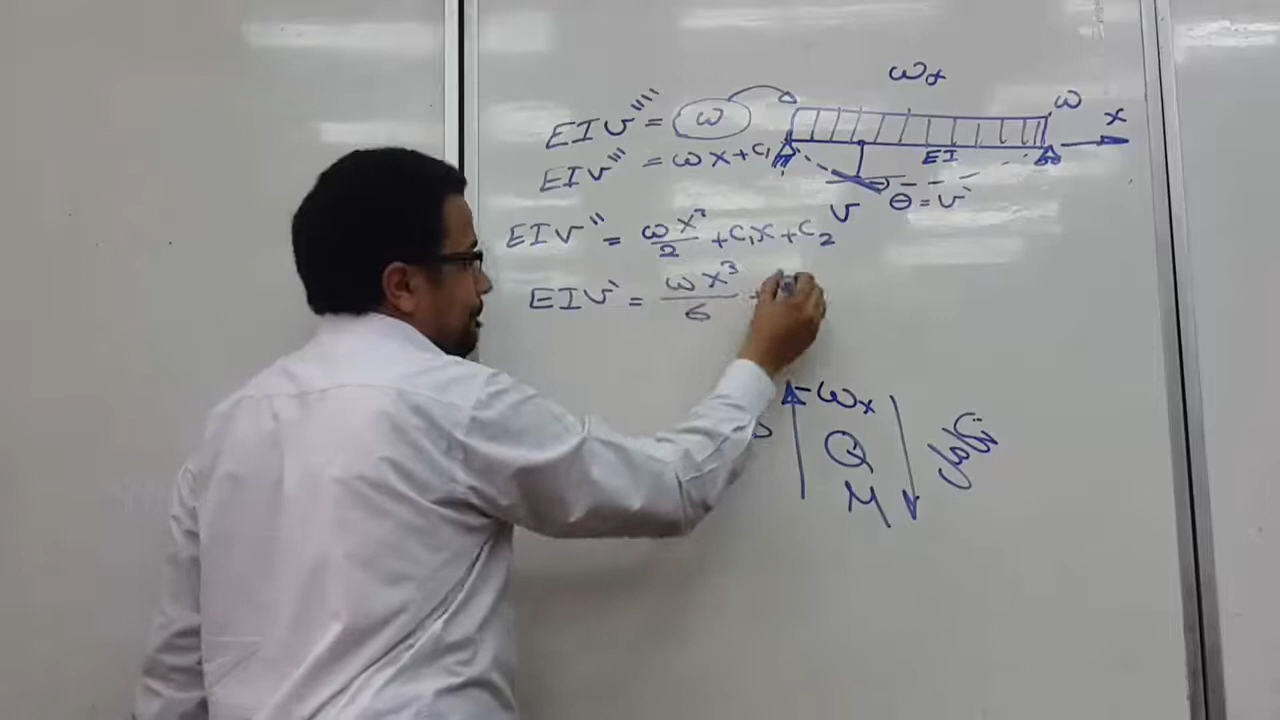 ωx
EIv'''' = ω
ω
x
EIv''' = ωx+c₁
EI
v
θ=v'
EIv'' = ωx²/2 +C₁x+C₂
EIv' = ωx³/6 +
ωx
Q
M